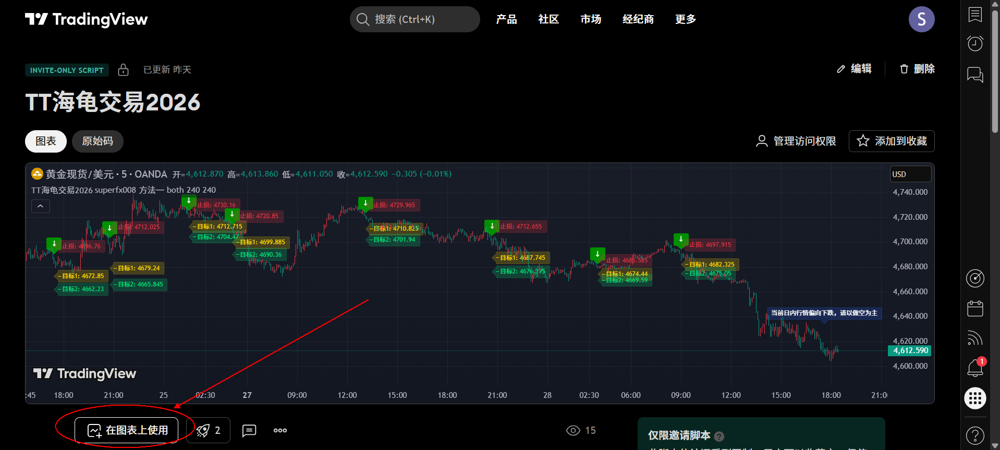 TradingView
搜索 (Ctrl+K)
产品 社区 市场 经纪商 更多
S
INVITE-ONLY SCRIPT 已更新 昨天
编辑 删除
TT海龟交易2026
图表 原始码
管理访问权限 添加到收藏
黄金现货/美元 · 5 · OANDA 开=4,612.870 高=4,613.860 低=4,611.050 收=4,612.590 −0.305 (−0.01%)
USD
TT海龟交易2026 superfx008 方法一 both 240 240
4,740.000
4,720.000
4,700.000
4,680.000
4,660.000
4,640.000
4,620.000
4,612.590
4,600.000
止损: 4696.76
目标1: 4672.85
目标2: 4662.23
止损: 4712.025
目标1: 4679.24
目标2: 4665.845
止损: 4730.16
目标1: 4712.715
目标2: 4704.47
止损: 4720.85
目标1: 4699.885
目标2: 4690.36
止损: 4729.965
目标1: 4710.825
目标2: 4701.94
止损: 4712.655
目标1: 4687.745
目标2: 4676.395
止损: 4685.585
目标1: 4674.44
目标2: 4669.59
止损: 4697.915
目标1: 4682.325
目标2: 4675.05
当前日内行情偏向下跌，请以做空为主
TradingView
:45 18:00 21:00 25 02:30 27 09:00 12:00 15:00 18:00 21:00 28 02:30 06:00 09:00 12:00 15:00 18:00 21:0
在图表上使用 2
15
仅限邀请脚本
1